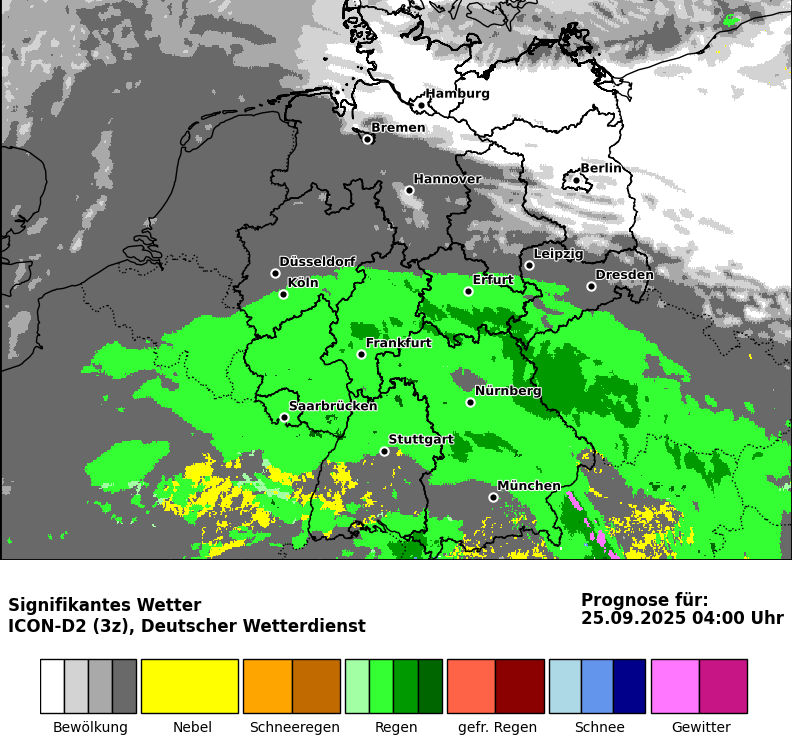 Hamburg
Bremen
Berlin
Hannover
Leipzig
Düsseldorf
Dresden
Köln
Erfurt
Frankfurt
Nürnberg
Saarbrücken
Stuttgart
München
Signifikantes Wetter
ICON-D2 (3z), Deutscher Wetterdienst
Prognose für:
25.09.2025 04:00 Uhr
Bewölkung
Nebel
Schneeregen
Regen
gefr. Regen
Schnee
Gewitter